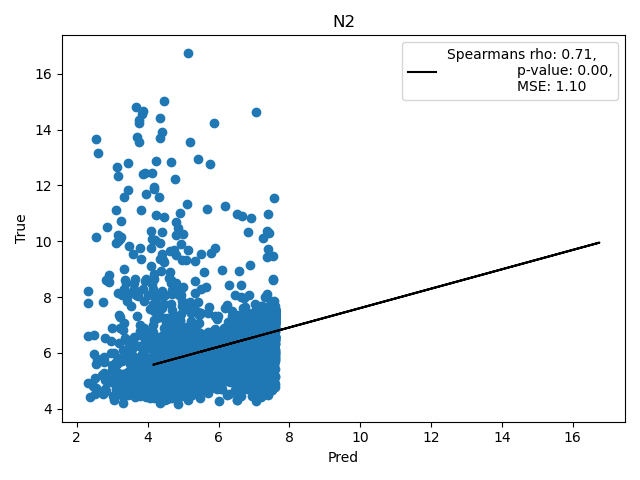 N2
Spearmans rho: 0.71,
p-value: 0.00,
MSE: 1.10
True
16
14
12
10
8
6
4
2 4 6 8 10 12 14 16
Pred